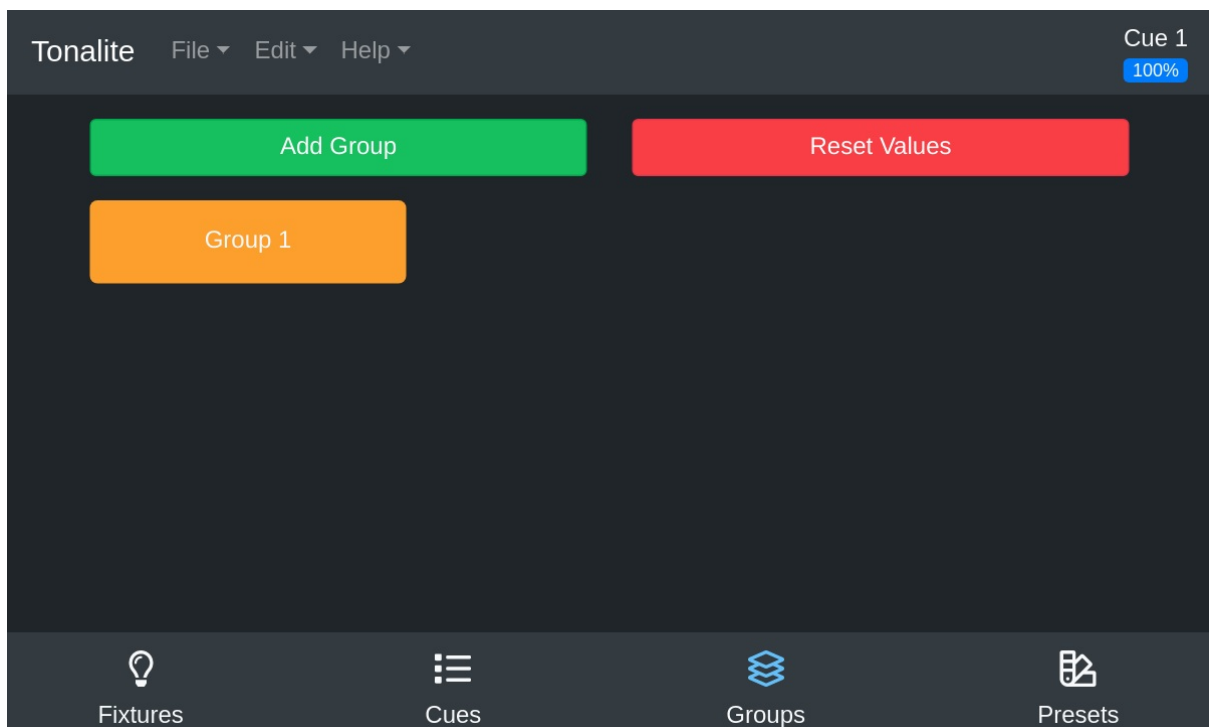 Tonalite File Edit Help Cue 1
100%
Add Group Reset Values
Group 1
Fixtures Cues Groups Presets